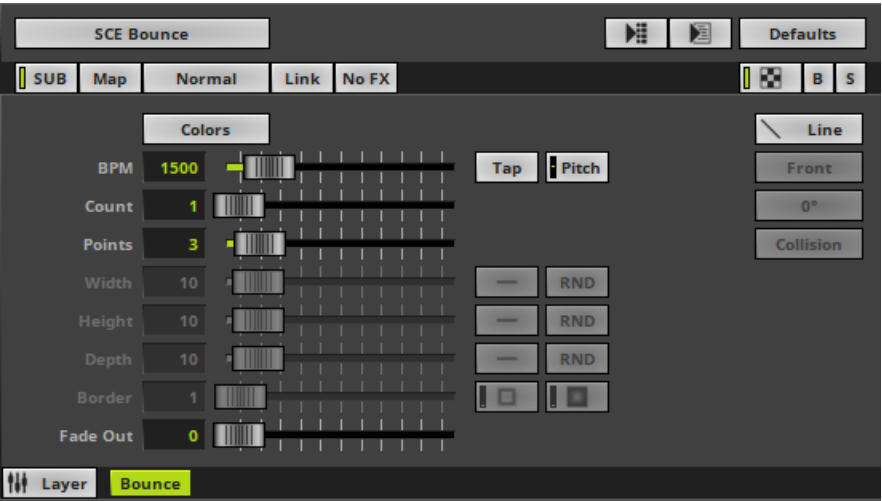 SCE Bounce Defaults
SUB Map Normal Link No FX B S
Colors Line
BPM 1500 Tap Pitch Front
Count 1 0°
Points 3 Collision
Width 10 RND
Height 10 RND
Depth 10 RND
Border 1
Fade Out 0
Layer Bounce